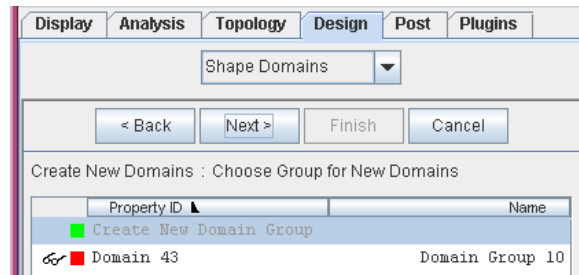 Display Analysis Topology Design Post Plugins
Shape Domains
< Back Next > Finish Cancel
Create New Domains : Choose Group for New Domains
Property ID Name
Create New Domain Group
Domain 43 Domain Group 10